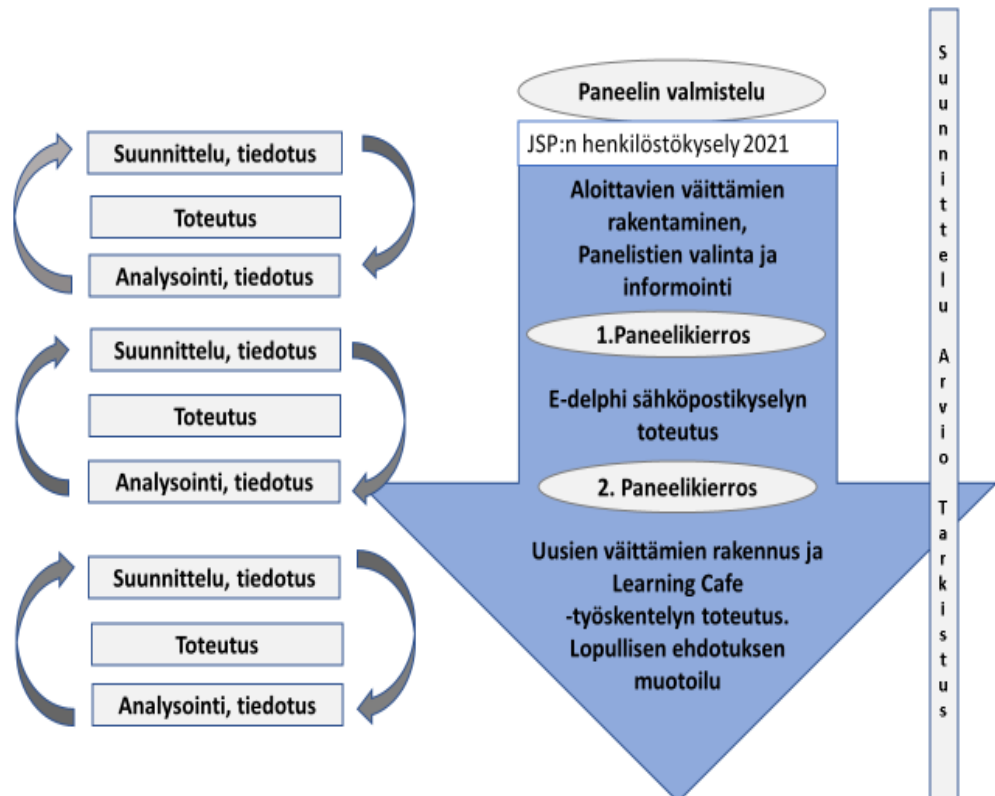 Suunnittelu, tiedotus
Toteutus
Analysointi, tiedotus
Suunnittelu, tiedotus
Toteutus
Analysointi, tiedotus
Suunnittelu, tiedotus
Toteutus
Analysointi, tiedotus
Paneelin valmistelu
JSP:n henkilöstökysely 2021
Aloittavien väittämien
rakentaminen,
Panelistien valinta ja
informointi
1.Paneelikierros
E-delphi sähköpostikyselyn
toteutus
2. Paneelikierros
Uusien väittämien rakennus ja
Learning Cafe
-työskentelyn toteutus.
Lopullisen ehdotuksen
muotoilu
Suunnittelu Arvio Tarkistus